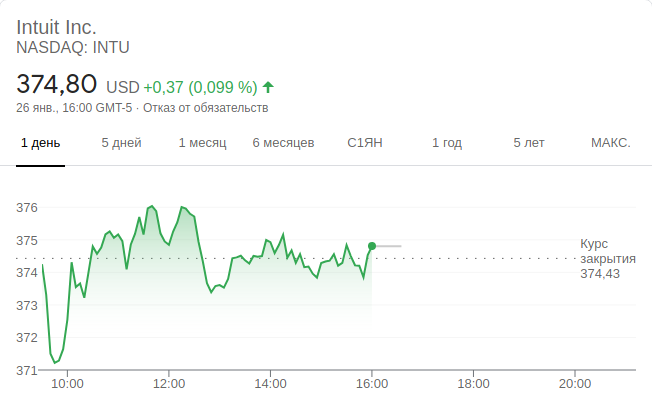 Intuit Inc.
NASDAQ: INTU
374,80 USD +0,37 (0,099 %)
26 янв., 16:00 GMT-5 · Отказ от обязательств
1 день 5 дней 1 месяц 6 месяцев С1ЯН 1 год 5 лет МАКС.
376
375
374
373
372
371
Курс
закрытия
374,43
10:00 12:00 14:00 16:00 18:00 20:00